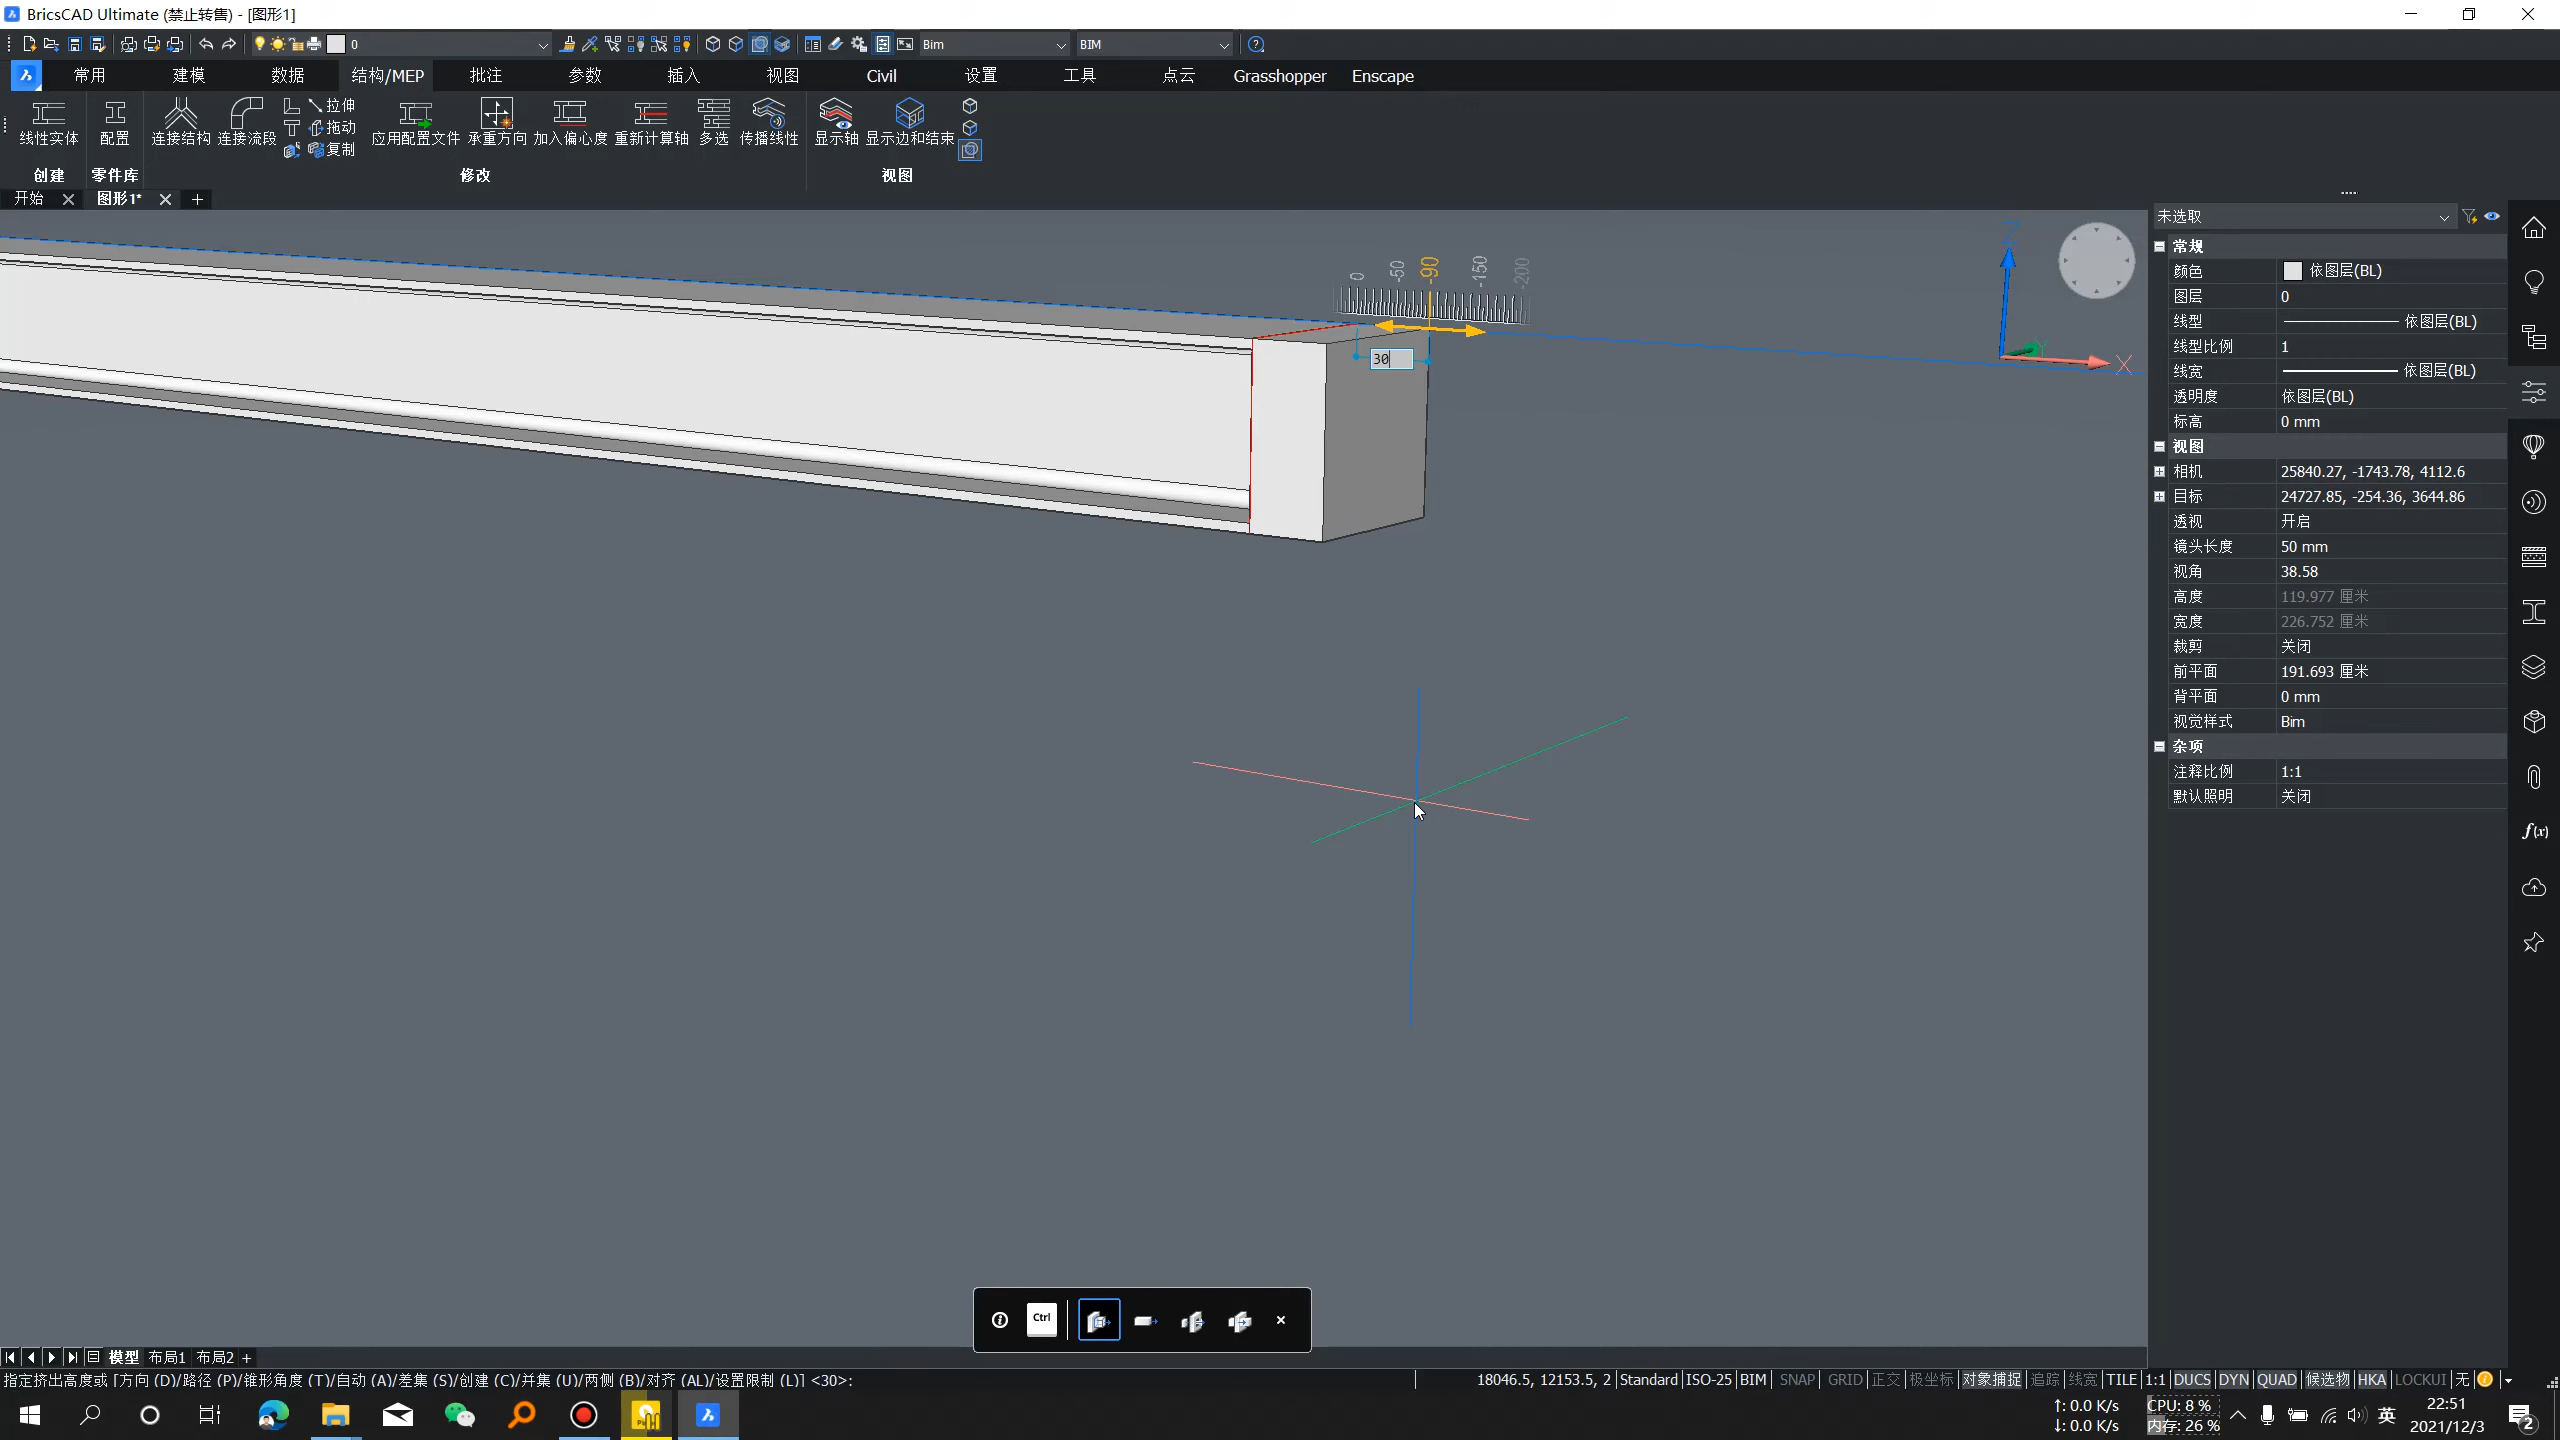 BricsCAD Ultimate (禁止转售) - [图形1]
0
Bim
BIM
常用
建模
数据
结构/MEP
批注
参数
插入
视图
Civil
设置
工具
点云
Grasshopper
Enscape
线性实体
配置
连接结构
连接流段
拉伸
拖动
复制
应用配置文件
承重方向
加入偏心度
重新计算轴
多选
传播线性
显示轴
显示边和结束
创建
零件库
修改
视图
开始
图形1*
0
-50
-90
-150
-200
30
Z
Y
X
未选取
常规
颜色 依图层(BL)
图层 0
线型 依图层(BL)
线型比例 1
线宽 依图层(BL)
透明度 依图层(BL)
标高 0 mm
视图
相机 25840.27, -1743.78, 4112.6
目标 24727.85, -254.36, 3644.86
透视 开启
镜头长度 50 mm
视角 38.58
高度 119.977 厘米
宽度 226.752 厘米
裁剪 关闭
前平面 191.693 厘米
背平面 0 mm
视觉样式 Bim
杂项
注释比例 1:1
默认照明 关闭
f(x)
Ctrl
模型 布局1 布局2 +
指定挤出高度或 [方向 (D)/路径 (P)/锥形角度 (T)/自动 (A)/差集 (S)/创建 (C)/并集 (U)/两侧 (B)/对齐 (AL)/设置限制 (L)] <30>:
18046.5, 12153.5, 2 Standard ISO-25 BIM SNAP GRID 正交 极坐标 对象捕捉 追踪 线宽 TILE 1:1 DUCS DYN QUAD 候选物 HKA LOCKUI 无
↑: 0.0 K/s
↓: 0.0 K/s
CPU: 8 %
内存: 26 %
英
22:51
2021/12/3
2